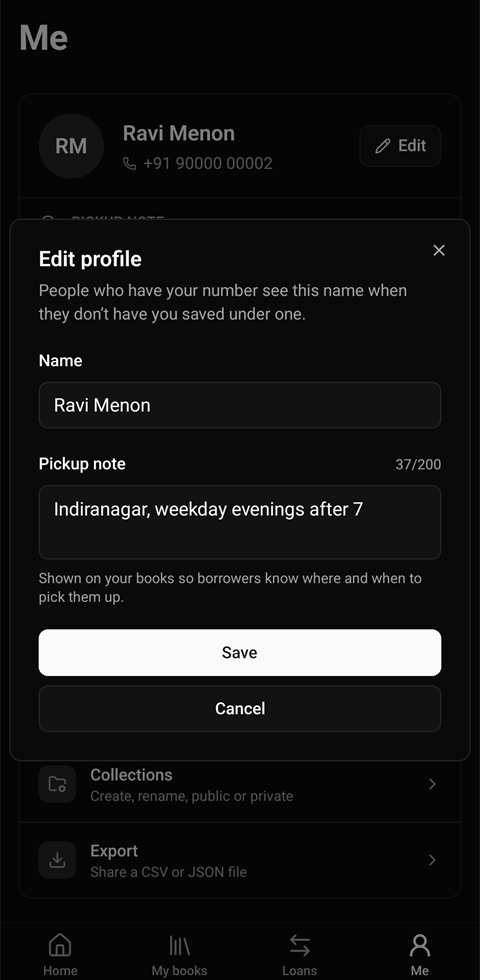 Me
RM
Ravi Menon
+91 90000 00002
Edit
PICKUP NOTE
Edit profile
People who have your number see this name when
they don’t have you saved under one.
Name
Ravi Menon
Pickup note
37/200
Indiranagar, weekday evenings after 7
Shown on your books so borrowers know where and when to
pick them up.
Save
Cancel
Collections
Create, rename, public or private
Export
Share a CSV or JSON file
Home
My books
Loans
Me